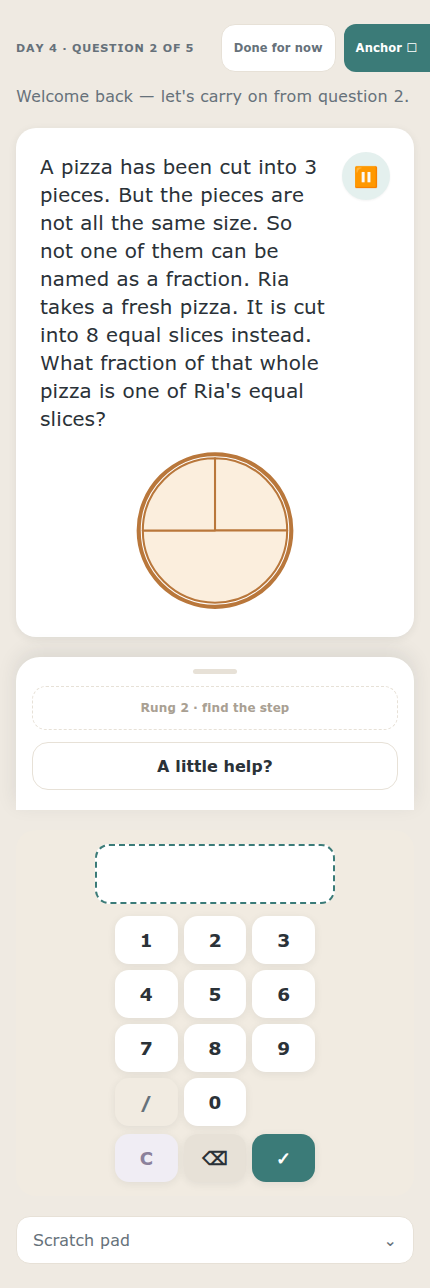 DAY 4 · QUESTION 2 OF 5
Done for now
Anchor ☐
Welcome back — let's carry on from question 2.
A pizza has been cut into 3
pieces. But the pieces are
not all the same size. So
not one of them can be
named as a fraction. Ria
takes a fresh pizza. It is cut
into 8 equal slices instead.
What fraction of that whole
pizza is one of Ria's equal
slices?
Rung 2 · find the step
A little help?
1 2 3
4 5 6
7 8 9
/ 0
C ⌫ ✓
Scratch pad